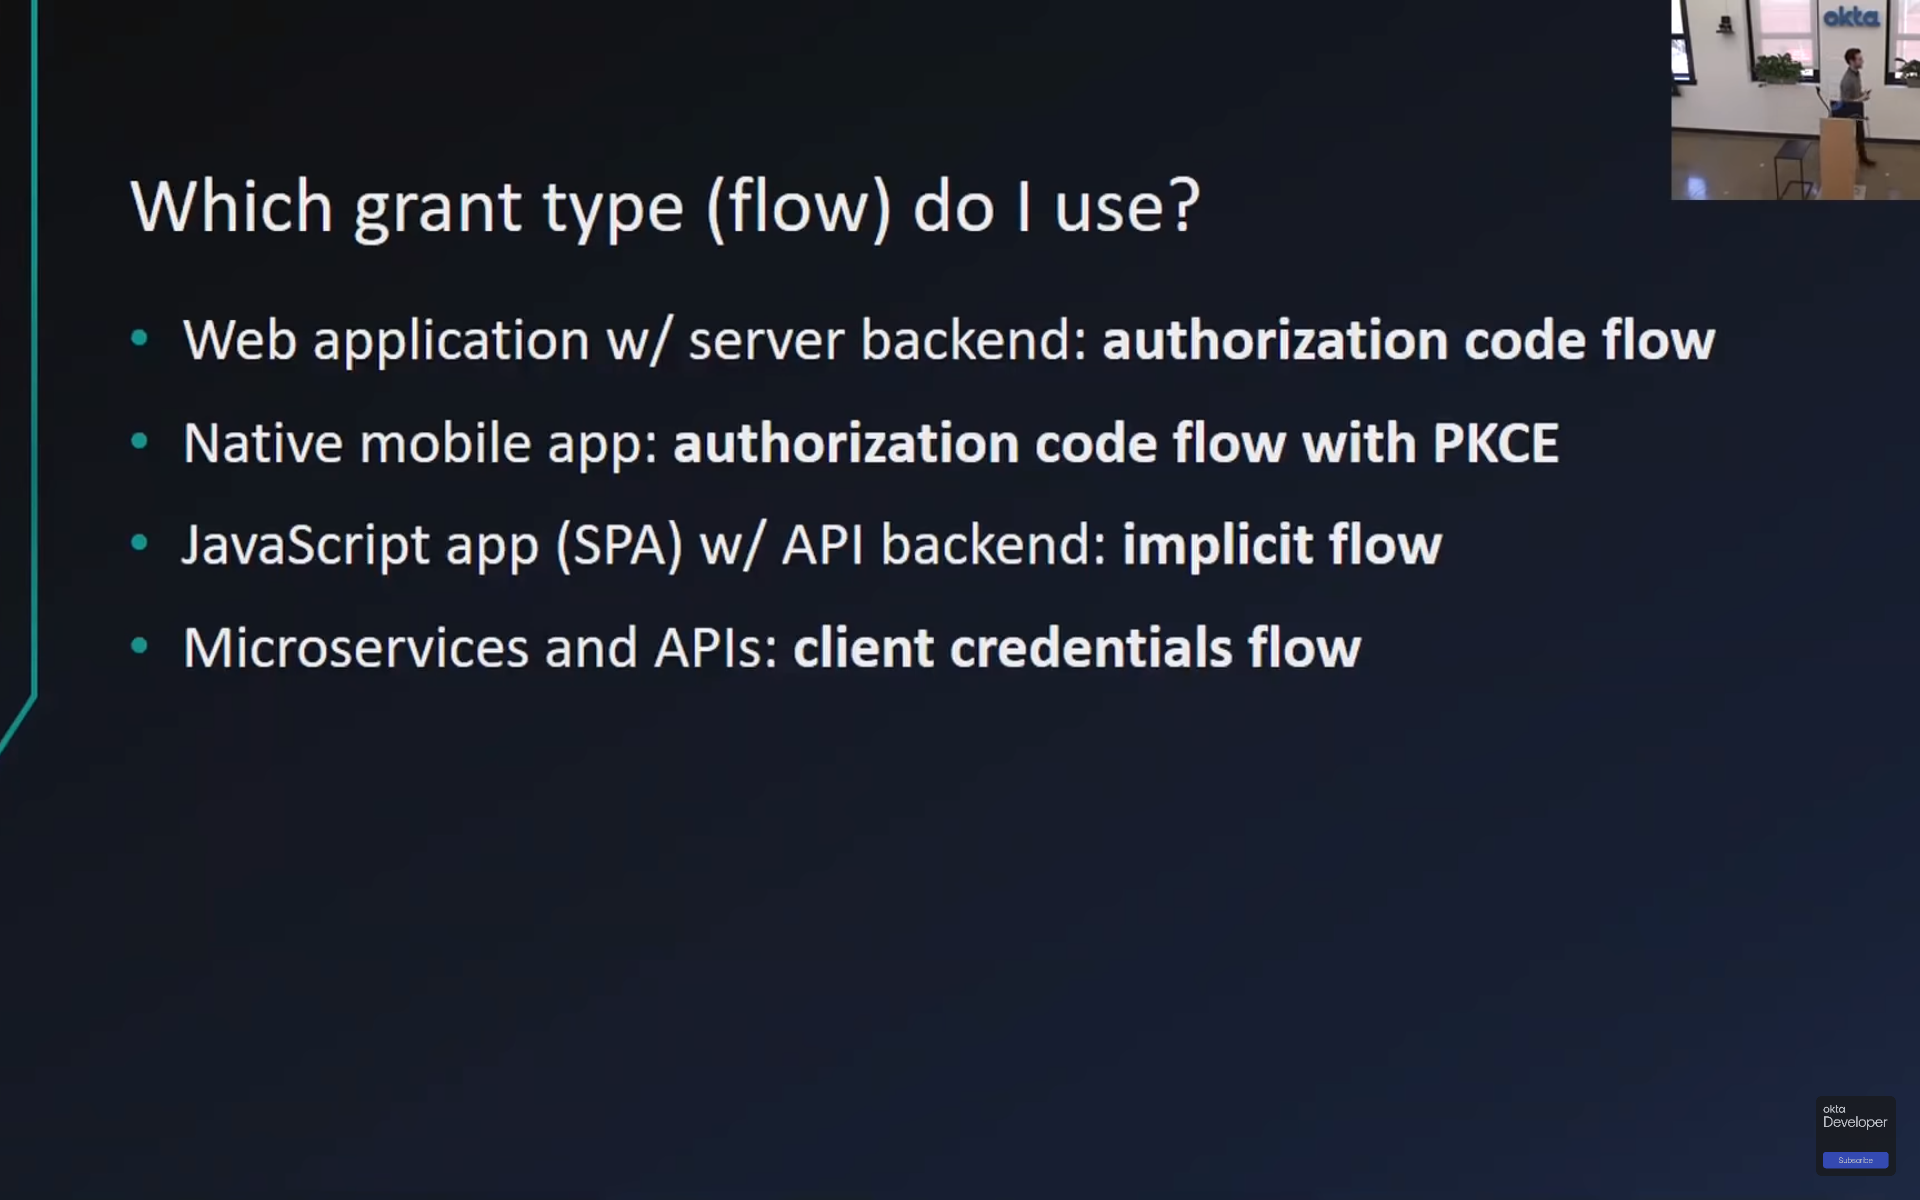 okta
Which grant type (flow) do I use?
• Web application w/ server backend: authorization code flow
• Native mobile app: authorization code flow with PKCE
• JavaScript app (SPA) w/ API backend: implicit flow
• Microservices and APIs: client credentials flow
okta
Developer
Subscribe